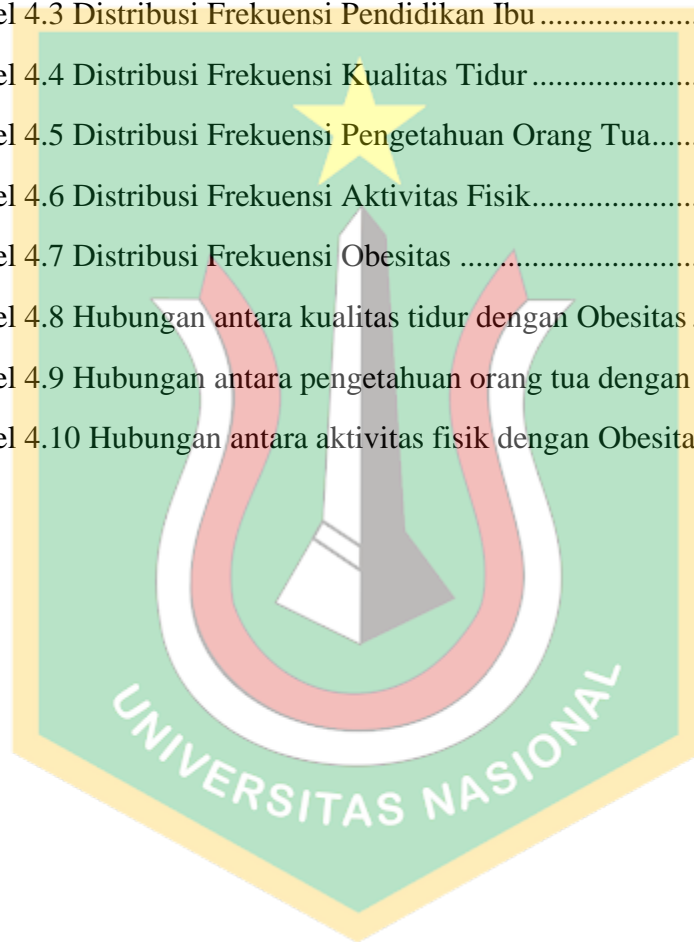 el 4.3 Distribusi Frekuensi Pendidikan Ibu ......................
el 4.4 Distribusi Frekuensi Kualitas Tidur .......................
el 4.5 Distribusi Frekuensi Pengetahuan Orang Tua......
el 4.6 Distribusi Frekuensi Aktivitas Fisik.......................
el 4.7 Distribusi Frekuensi Obesitas ................................
el 4.8 Hubungan antara kualitas tidur dengan Obesitas .
el 4.9 Hubungan antara pengetahuan orang tua dengan
el 4.10 Hubungan antara aktivitas fisik dengan Obesita
UNIVERSITAS NASIONAL